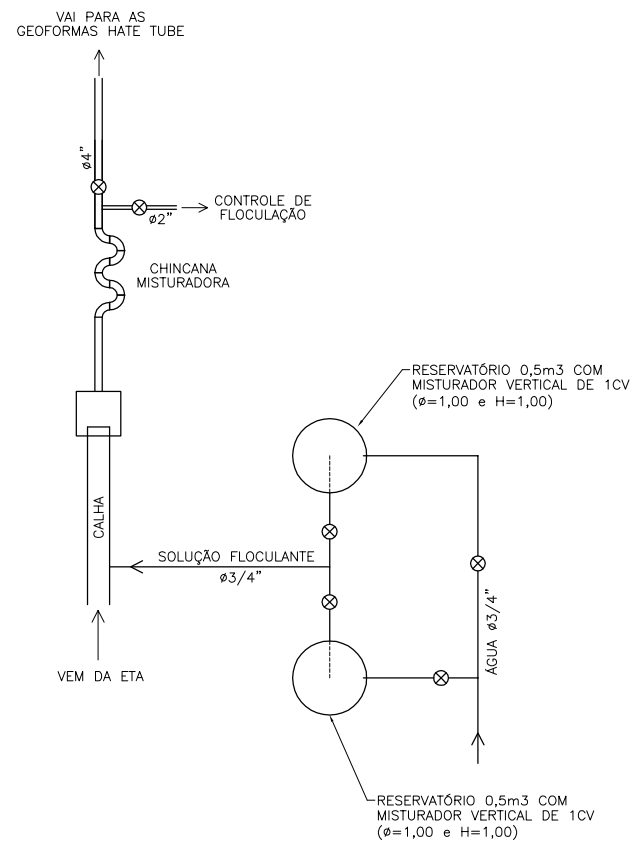 VAI PARA AS
GEOFORMAS HATE TUBE
ø4"
ø2"
CONTROLE DE
FLOCULAÇÃO
CHINCANA
MISTURADORA
RESERVATÓRIO 0,5m3 COM
MISTURADOR VERTICAL DE 1CV
(ø=1,00 e H=1,00)
CALHA
SOLUÇÃO FLOCULANTE
ø3/4"
ÁGUA ø3/4"
VEM DA ETA
RESERVATÓRIO 0,5m3 COM
MISTURADOR VERTICAL DE 1CV
(ø=1,00 e H=1,00)